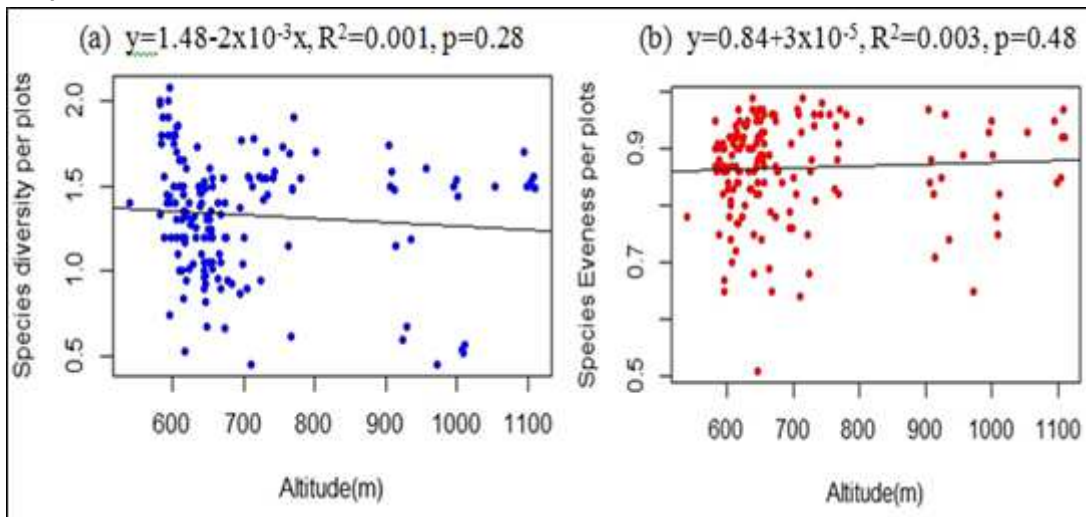 (a) y=1.48-2x10⁻³x, R²=0.001, p=0.28
Species diversity per plots
2.0
1.5
1.0
0.5
600 700 800 900 1000 1100
Altitude(m)
(b) y=0.84+3x10⁻⁵, R²=0.003, p=0.48
Species Eveness per plots
0.9
0.7
0.5
600 700 800 900 1000 1100
Altitude(m)